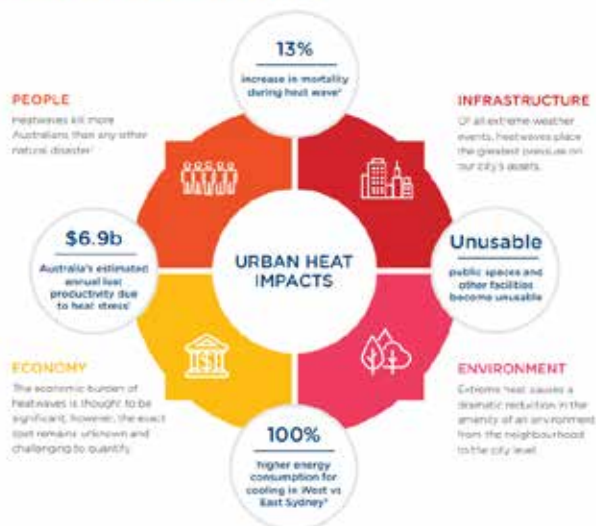 13%
increase in mortality
during heat wave²
PEOPLE
Heatwaves kill more
Australians than any other
natural disaster¹
INFRASTRUCTURE
Of all extreme weather
events, heatwaves place
the greatest pressure on
our city's assets.
$6.9b
Australia's estimated
annual lost
productivity due
to heat stress
URBAN HEAT
IMPACTS
Unusable
public spaces and
other facilities
become unusable
ECONOMY
The economic burden of
heatwaves is thought to be
significant, however, the exact
cost remains unknown and
challenging to quantify
ENVIRONMENT
Extreme heat causes a
dramatic reduction in the
amenity of an environment
from the neighbourhood
to the city level
100%
higher energy
consumption for
cooling in West vs
East Sydney